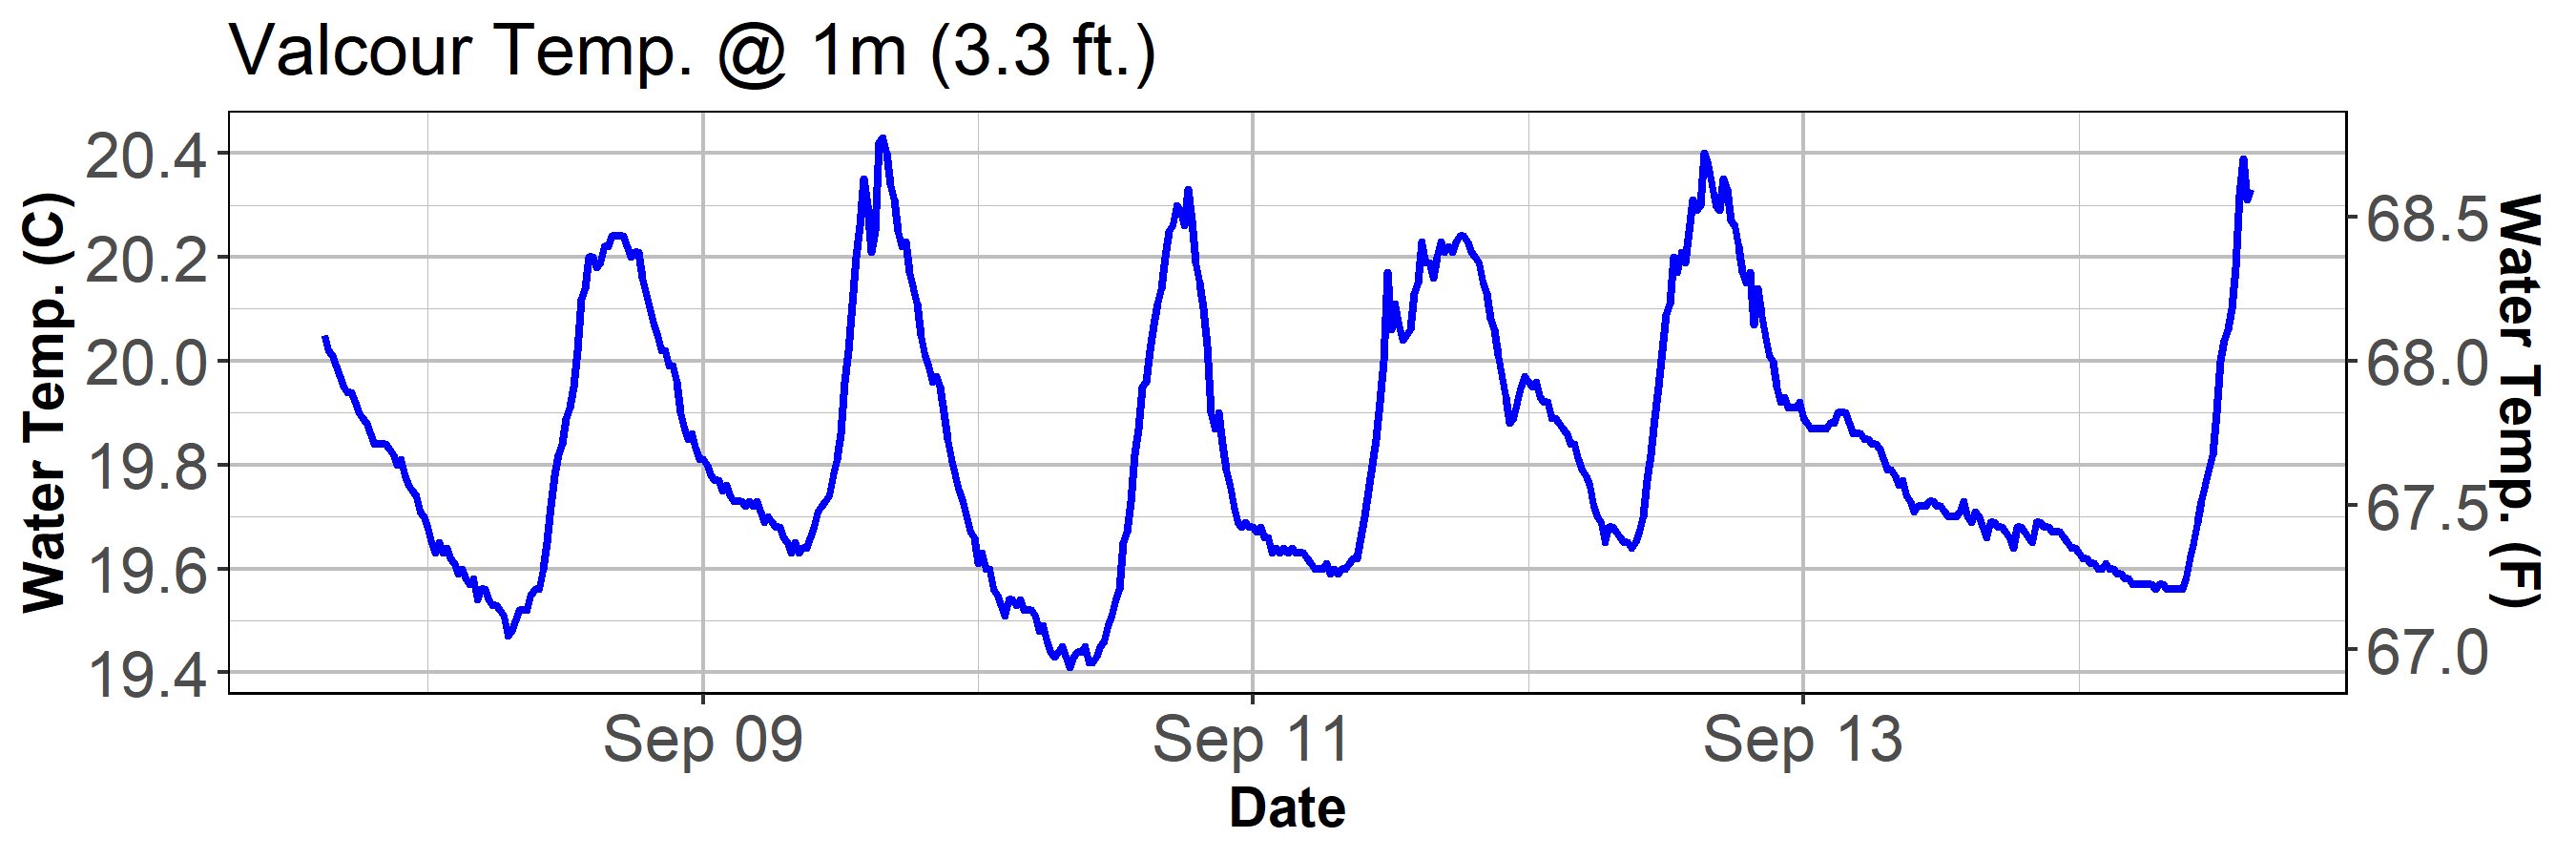 Valcour Temp. @ 1m (3.3 ft.)
Water Temp. (C)
20.4
20.2
20.0
19.8
19.6
19.4
68.5
68.0
67.5
67.0
Water Temp. (F)
Sep 09
Sep 11
Sep 13
Date